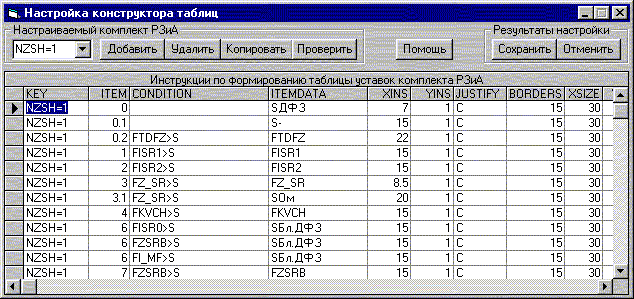 Настройка конструктора таблиц
Настраиваемый комплект РЗиА
Результаты настройки
NZSH=1 Добавить Удалить Копировать Проверить Помощь Сохранить Отменить
Инструкции по формированию таблицы уставок комплекта РЗиА
KEY ITEM CONDITION ITEMDATA XINS YINS JUSTIFY BORDERS XSIZE
NZSH=1 0 SДФЗ 7 1 C 15 30
NZSH=1 0.1 S- 15 1 C 15 30
NZSH=1 0.2 FTDFZ>S FTDFZ 22 1 C 15 30
NZSH=1 1 FISR1>S FISR1 15 1 C 15 30
NZSH=1 2 FISR2>S FISR2 15 1 C 15 30
NZSH=1 3 FZ_SR>S FZ_SR 8.5 1 C 15 30
NZSH=1 3.1 FZ_SR>S SОм 20 1 C 15 30
NZSH=1 4 FKVCH>S FKVCH 15 1 C 15 30
NZSH=1 6 FISR0>S SБл.ДФЗ 15 1 C 15 30
NZSH=1 6 FZSRB>S SБл.ДФЗ 15 1 C 15 30
NZSH=1 6 FI_MF>S SБл.ДФЗ 15 1 C 15 30
NZSH=1 7 FZSRB>S FZSRB 15 1 C 15 30